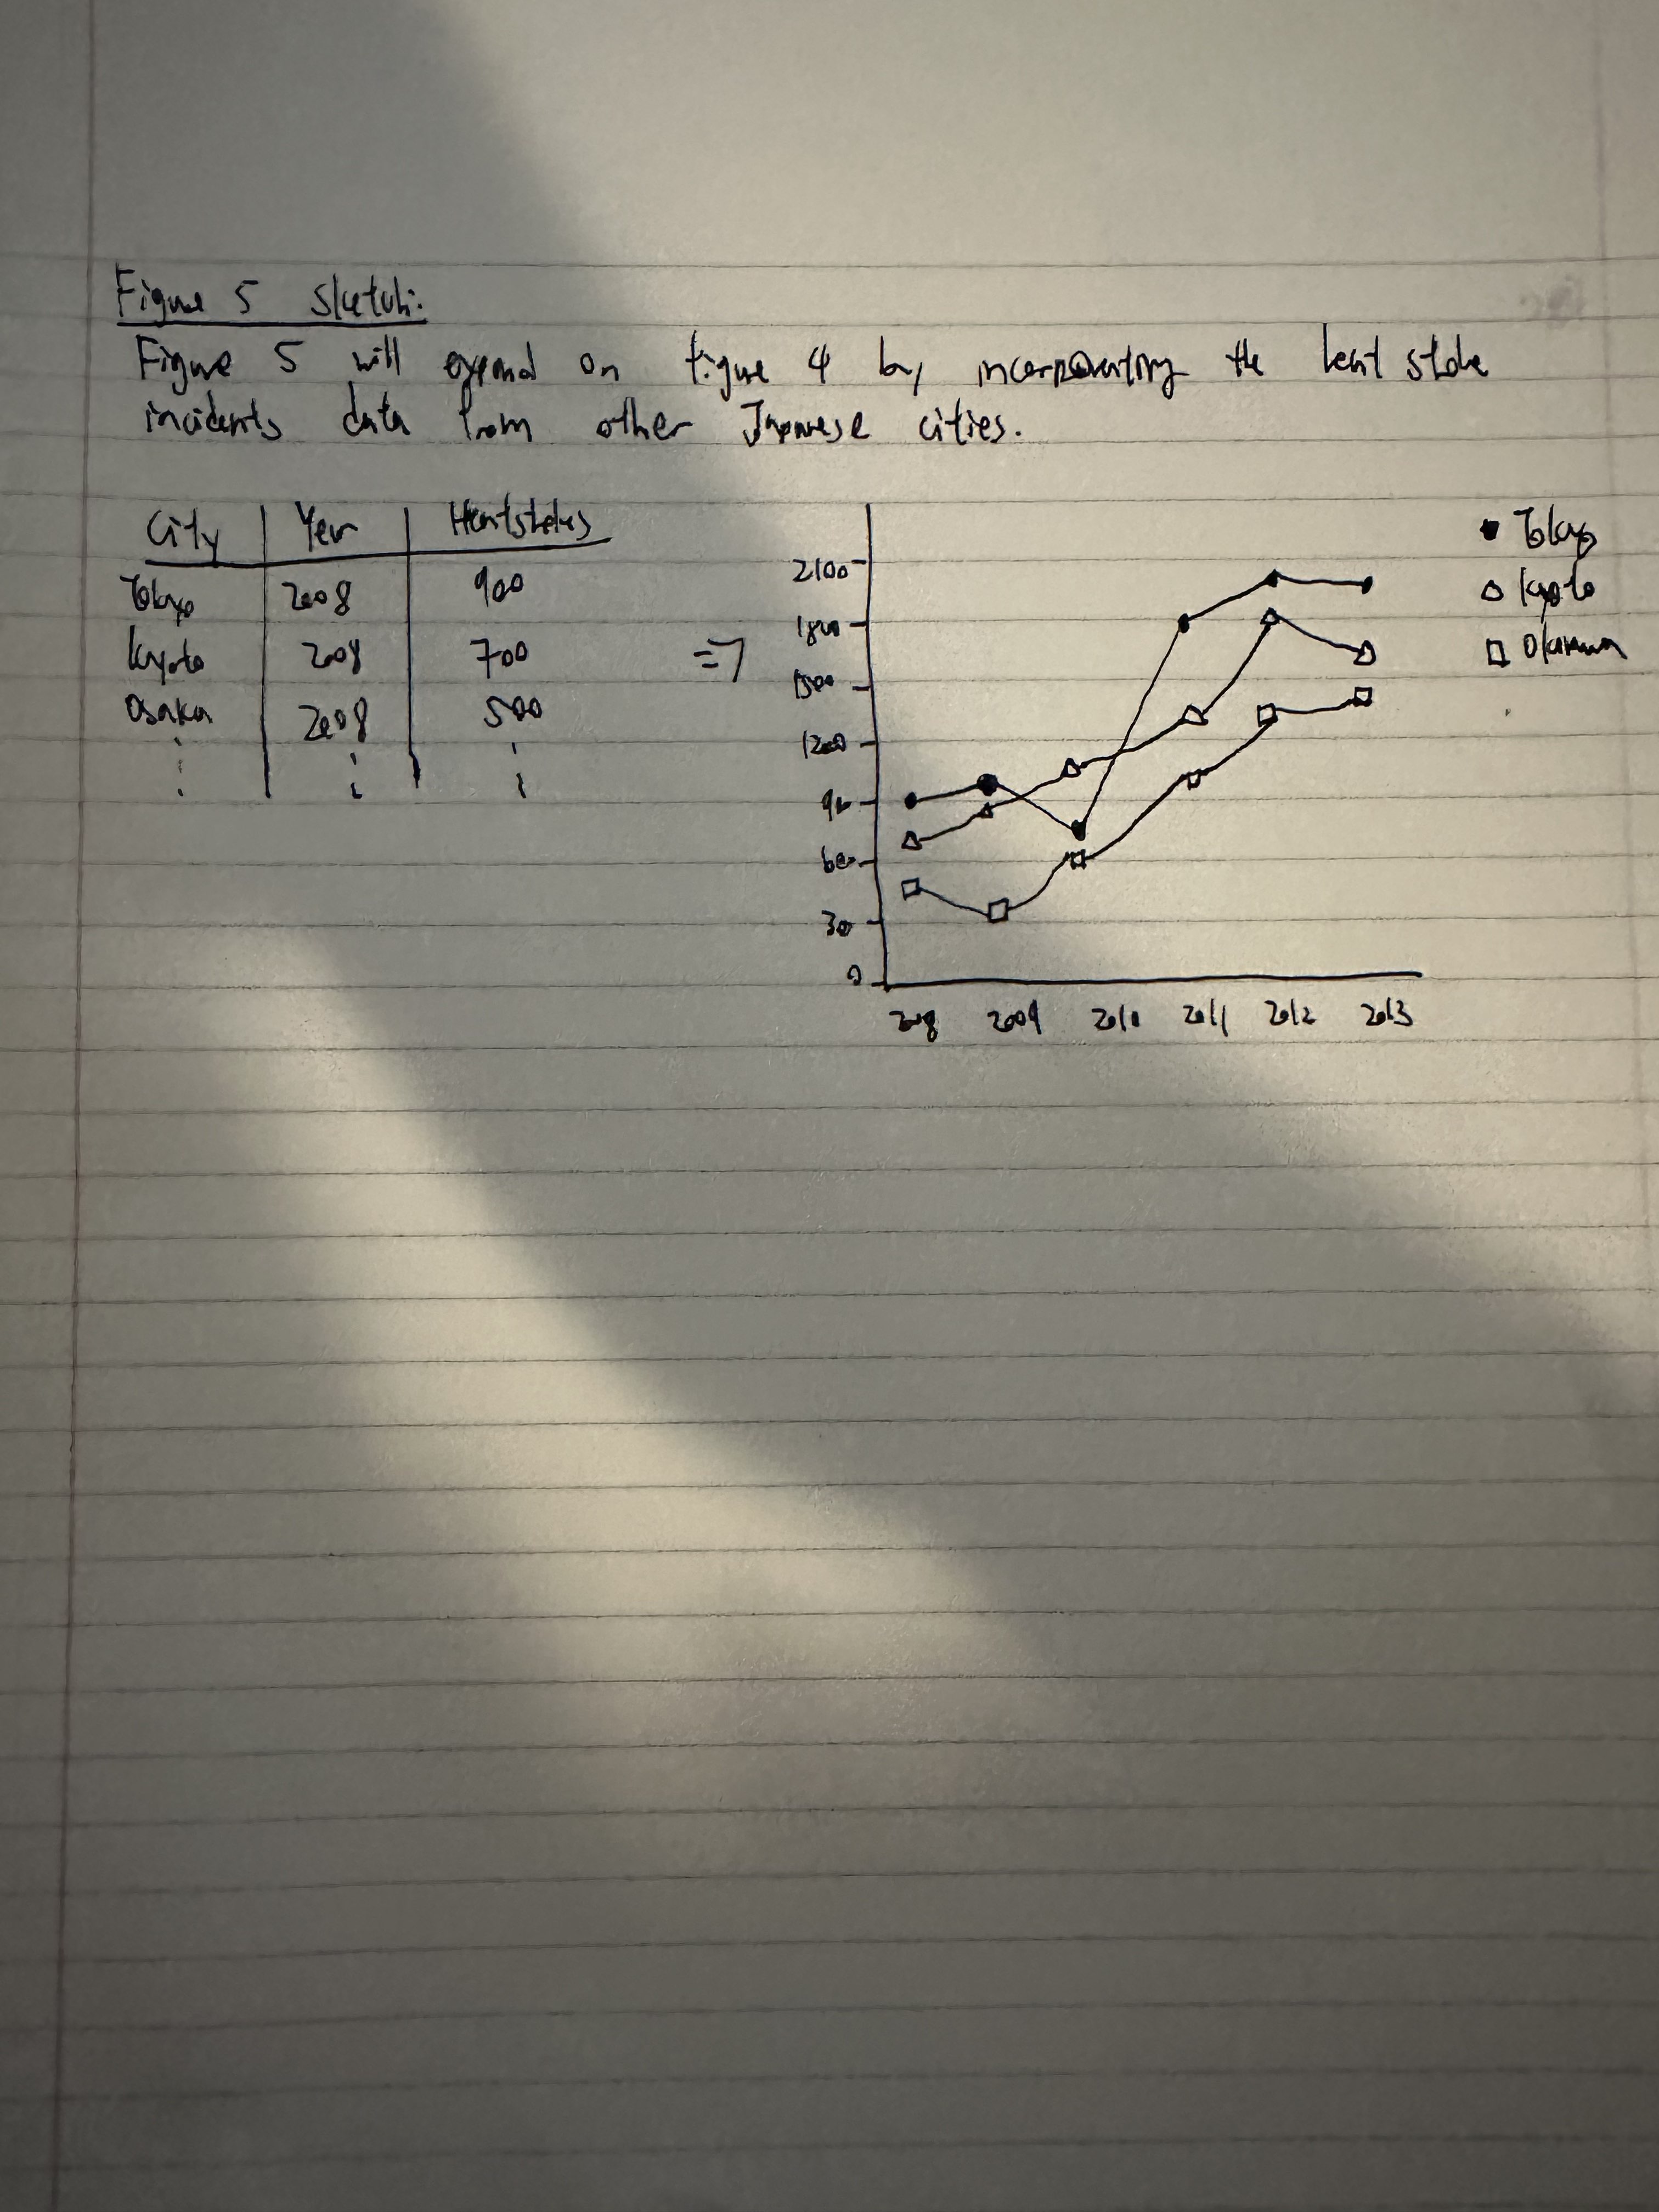 Figure 5 Sketch:
Figure 5 will expand on figure 4 by incorporating the heat stroke
incidents data from other Japanese cities.
City Year Heatstrokes
Tokyo 2008 900
Kyoto 2008 700
Osaka 2008 500
=>
2100
1800
1500
1200
900
600
300
0
2008 2009 2010 2011 2012 2013
Tokyo
Kyoto
Okinawa